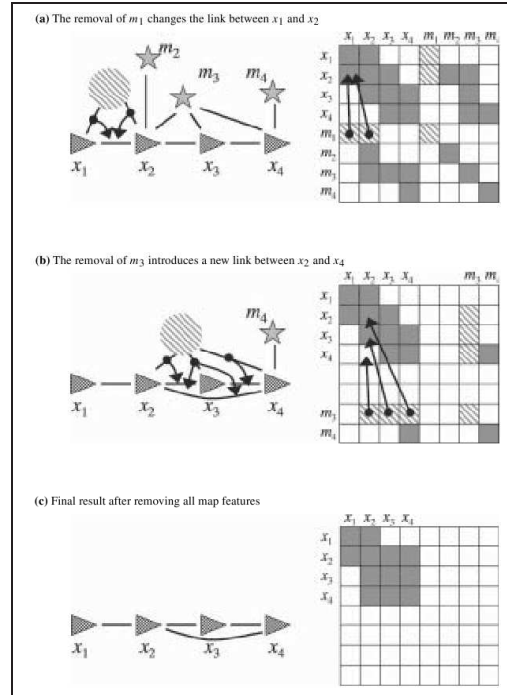 (a) The removal of m1 changes the link between x1 and x2
x1 x2 m1 m2 m3 m
x1
x2
x3
x4
m1
m2
m3
m4
m2
m3
m4
x1 x2 x3 x4
(b) The removal of m3 introduces a new link between x2 and x4
x1 x2 x3 x4 m3 m
x1
x2
x3
x4
m3
m4
m4
x1 x2 x3 x4
(c) Final result after removing all map features
x1 x2 x3 x4
x1
x2
x3
x4
x1 x2 x3 x4